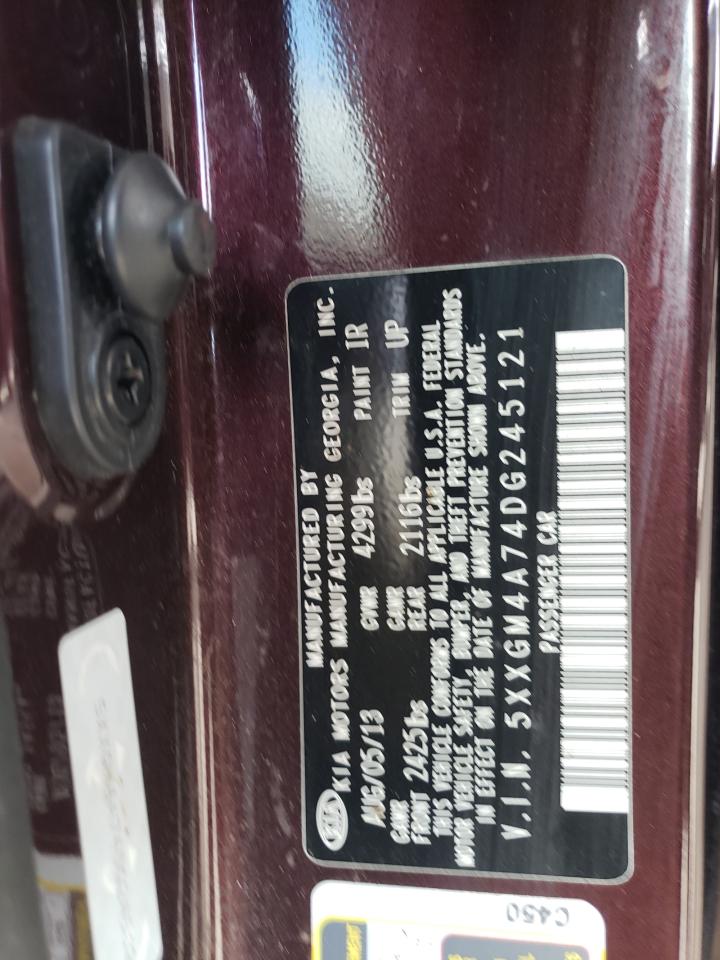 MANUFACTURED BY
KIA KIA MOTORS MANUFACTURING GEORGIA, INC.
AUG/05/13 GVWR 4299lbs PAINT IR
GAWR FRONT 2425lbs GAWR REAR 2116lbs TRIM UP
THIS VEHICLE CONFORMS TO ALL APPLICABLE U.S.A. FEDERAL
MOTOR VEHICLE SAFETY, BUMPER, AND THEFT PREVENTION STANDARDS
IN EFFECT ON THE DATE OF MANUFACTURE SHOWN ABOVE.
V.I.N. 5XXGM4A74DG245121
PASSENGER CAR
C450